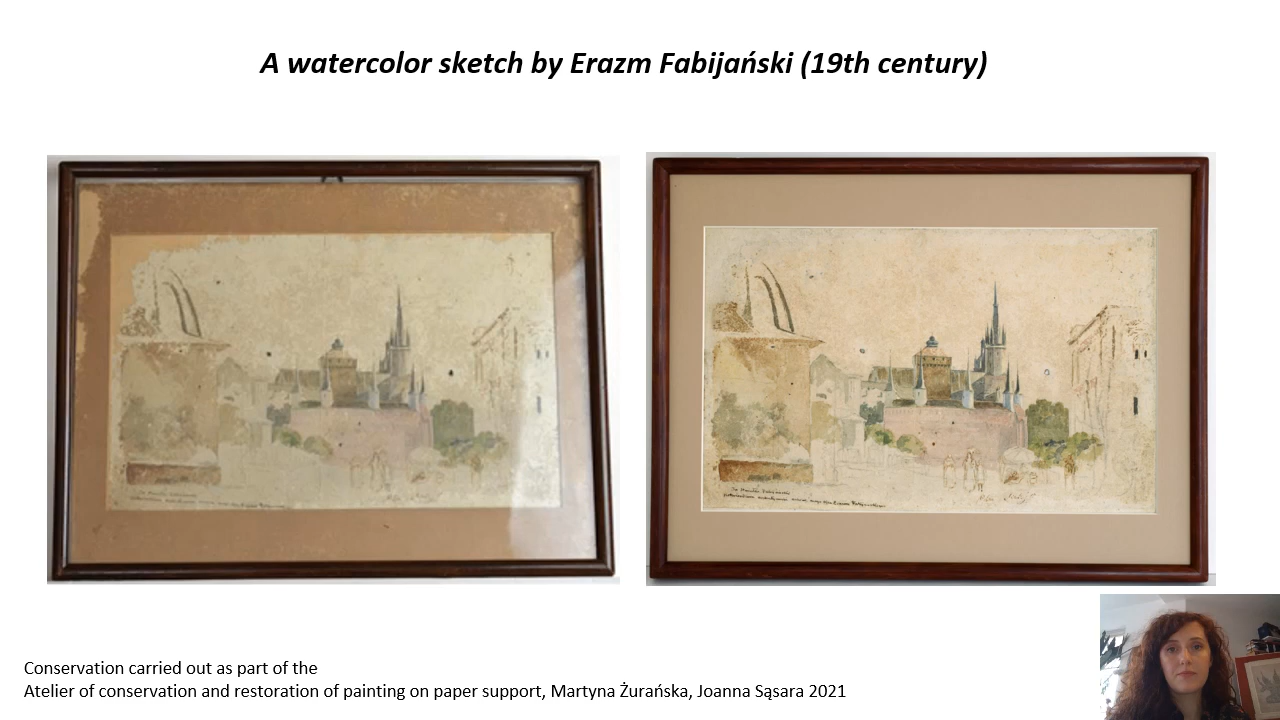 A watercolor sketch by Erazm Fabijański (19th century)
Conservation carried out as part of the
Atelier of conservation and restoration of painting on paper support, Martyna Żurańska, Joanna Sąsara 2021